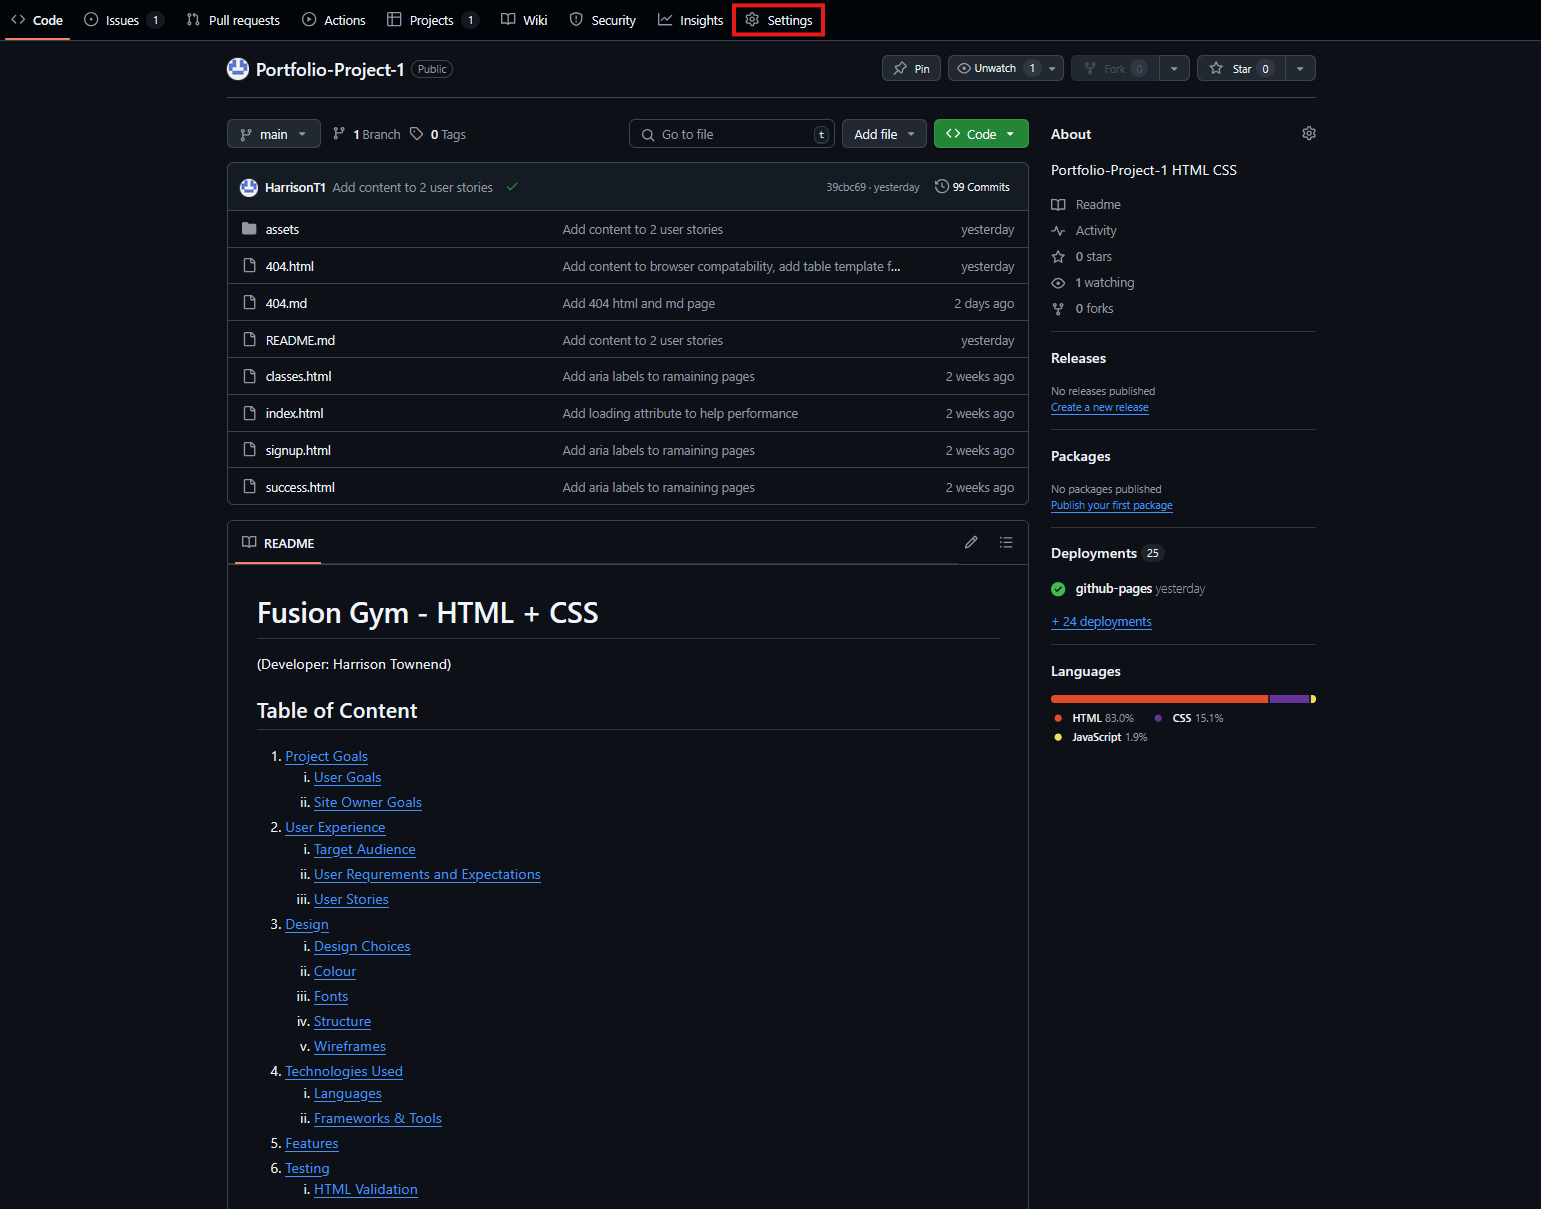 Code Issues 1 Pull requests Actions Projects 1 Wiki Security Insights Settings
Portfolio-Project-1 Public Pin Unwatch 1 Fork 0 Star 0
main 1 Branch 0 Tags Go to file t Add file Code
HarrisonT1 Add content to 2 user stories 39cbc69 · yesterday 99 Commits
assets Add content to 2 user stories yesterday
404.html Add content to browser compatability, add table template f... yesterday
404.md Add 404 html and md page 2 days ago
README.md Add content to 2 user stories yesterday
classes.html Add aria labels to ramaining pages 2 weeks ago
index.html Add loading attribute to help performance 2 weeks ago
signup.html Add aria labels to ramaining pages 2 weeks ago
success.html Add aria labels to ramaining pages 2 weeks ago
README
Fusion Gym - HTML + CSS
(Developer: Harrison Townend)
Table of Content
1. Project Goals
i. User Goals
ii. Site Owner Goals
2. User Experience
i. Target Audience
ii. User Requrements and Expectations
iii. User Stories
3. Design
i. Design Choices
ii. Colour
iii. Fonts
iv. Structure
v. Wireframes
4. Technologies Used
i. Languages
ii. Frameworks & Tools
5. Features
6. Testing
i. HTML Validation
About
Portfolio-Project-1 HTML CSS
Readme
Activity
0 stars
1 watching
0 forks
Releases
No releases published
Create a new release
Packages
No packages published
Publish your first package
Deployments 25
github-pages yesterday
+ 24 deployments
Languages
HTML 83.0% CSS 15.1%
JavaScript 1.9%